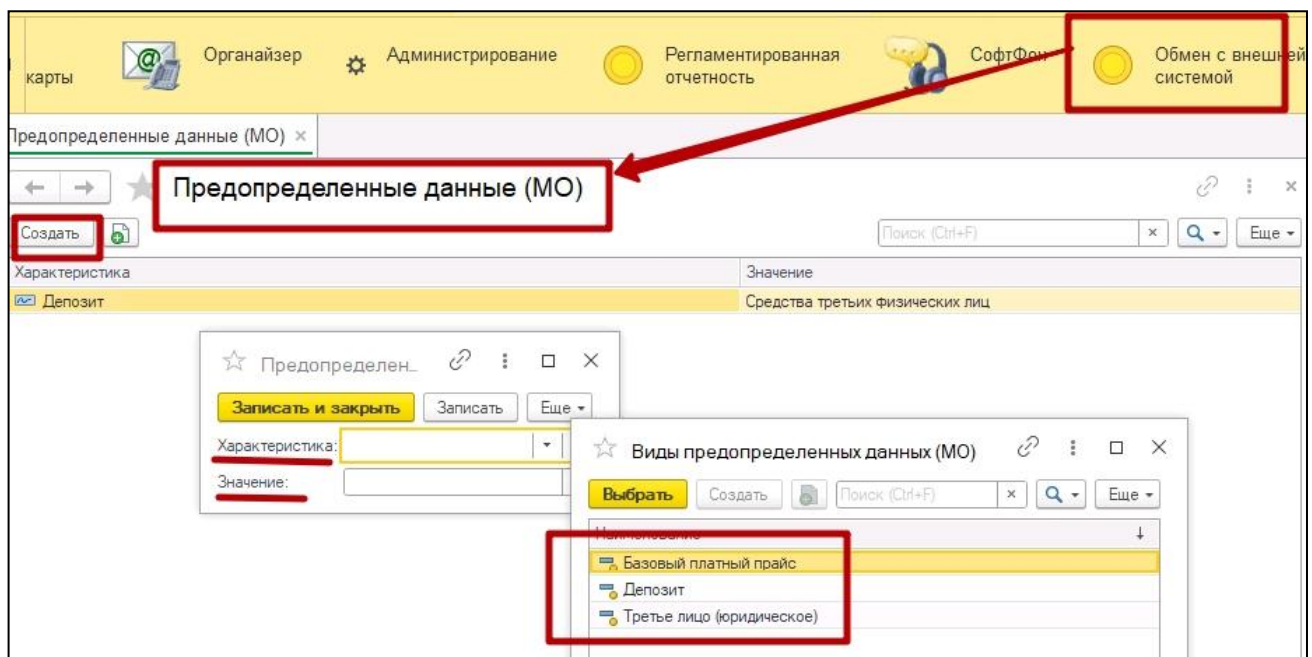 карты
Органайзер
Администрирование
Регламентированная
отчетность
СофтФон
Обмен с внешней
системой
Предопределенные данные (МО) ×
Предопределенные данные (МО)
Создать
Поиск (Ctrl+F)
Еще
Характеристика
Значение
Депозит
Средства третьих физических лиц
Предопределен...
Записать и закрыть
Записать
Еще
Характеристика:
Значение:
Виды предопределенных данных (МО)
Выбрать
Создать
Поиск (Ctrl+F)
Еще
Наименование
Базовый платный прайс
Депозит
Третье лицо (юридическое)